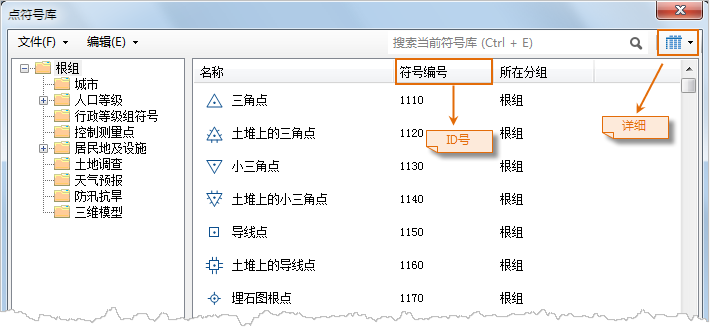 点符号库
文件(F) 编辑(E) 搜索当前符号库 (Ctrl + E)
根组
城市
人口等级
行政等级组符号
控制测量点
居民地及设施
土地调查
天气预报
防汛抗旱
三维模型
名称 符号编号 所在分组
三角点 1110 根组
土堆上的三角点 1120 根组
小三角点 1130 根组
土堆上的小三角点 1140 根组
导线点 1150 根组
土堆上的导线点 1160 根组
埋石图根点 1170 根组
ID号
详细